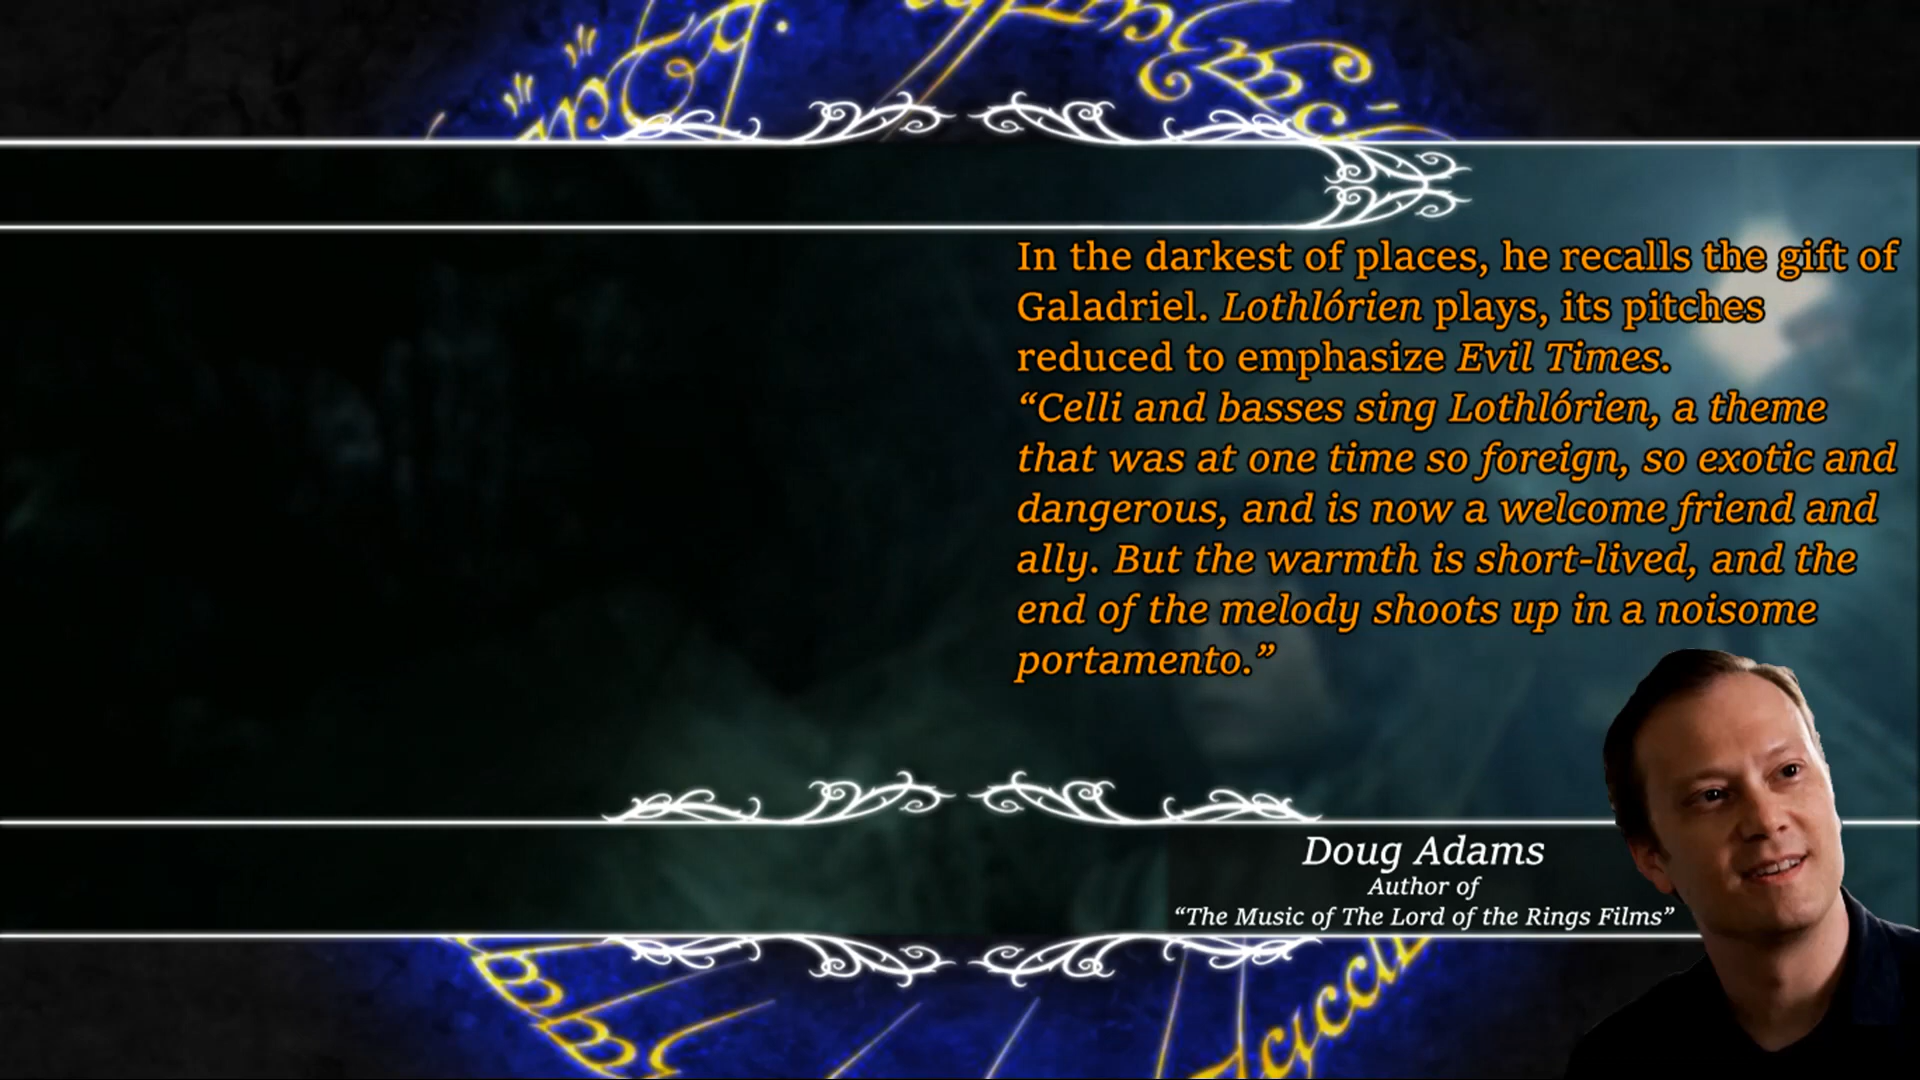 In the darkest of places, he recalls the gift of
Galadriel. Lothlórien plays, its pitches
reduced to emphasize Evil Times.
“Celli and basses sing Lothlórien, a theme
that was at one time so foreign, so exotic and
dangerous, and is now a welcome friend and
ally. But the warmth is short-lived, and the
end of the melody shoots up in a noisome
portamento.”
Doug Adams
Author of
“The Music of The Lord of the Rings Films”